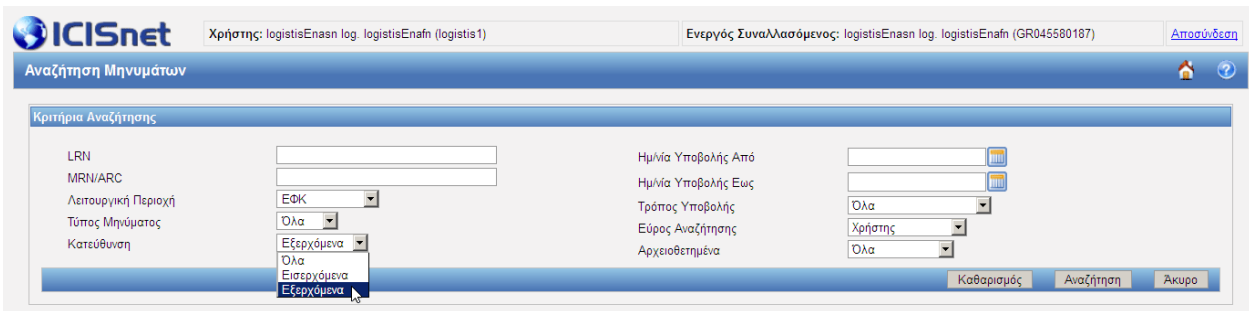 ICISnet Χρήστης: logistisEnasn log. logistisEnafn (logistis1) Ενεργός Συναλλασόμενος: logistisEnasn log. logistisEnafn (GR045580187) Αποσύνδεση
Αναζήτηση Μηνυμάτων
Κριτήρια Αναζήτησης
LRN Ημ/νία Υποβολής Από
MRN/ARC Ημ/νία Υποβολής Εως
Λειτουργική Περιοχή ΕΦΚ Τρόπος Υποβολής Όλα
Τύπος Μηνύματος Όλα Εύρος Αναζήτησης Χρήστης
Κατεύθυνση Εξερχόμενα Αρχειοθετημένα Όλα
Όλα
Εισερχόμενα
Εξερχόμενα
Καθαρισμός Αναζήτηση Άκυρο